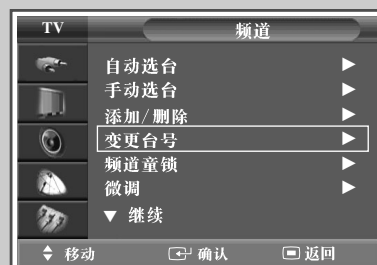 TV 频道
自动选台 ▶
手动选台 ▶
添加/删除 ▶
变更台号 ▶
频道童锁 ▶
微调 ▶
▼ 继续
移动 确认 返回